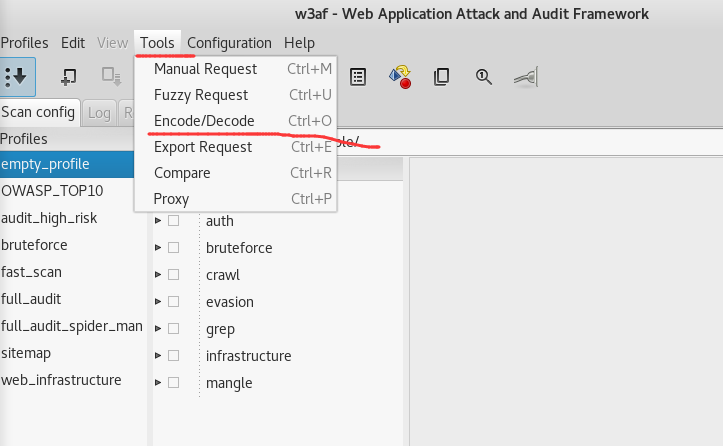 w3af - Web Application Attack and Audit Framework
Profiles Edit View Tools Configuration Help
Manual Request Ctrl+M
Fuzzy Request Ctrl+U
Encode/Decode Ctrl+O
Export Request Ctrl+E
Compare Ctrl+R
Proxy Ctrl+P
Scan config Log
Profiles
empty_profile
OWASP_TOP10
audit_high_risk
bruteforce
fast_scan
full_audit
full_audit_spider_man
sitemap
web_infrastructure
auth
bruteforce
crawl
evasion
grep
infrastructure
mangle